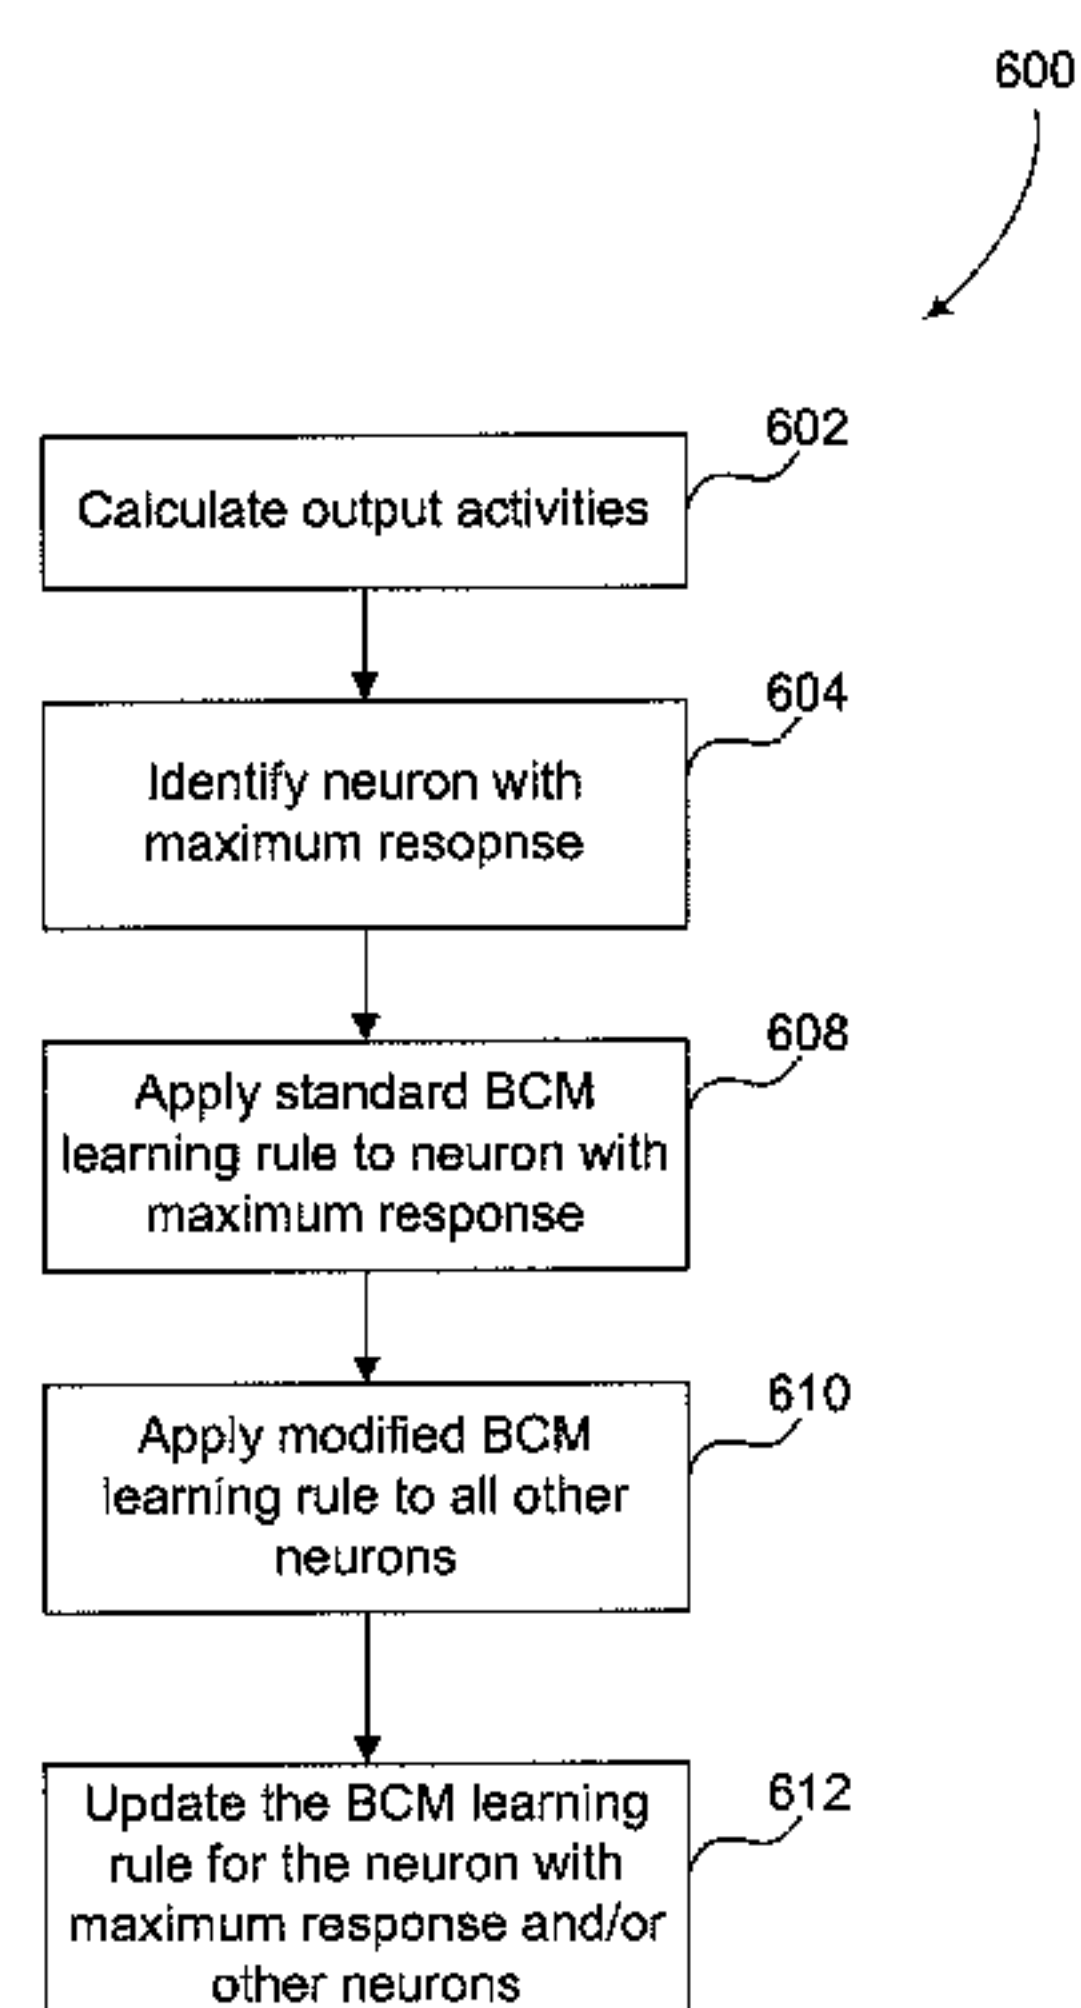 600
602
Calculate output activities
604
Identify neuron with
maximum resopnse
608
Apply standard BCM
learning rule to neuron with
maximum response
610
Apply modified BCM
learning rule to all other
neurons
612
Update the BCM learning
rule for the neuron with
maximum response and/or
other neurons